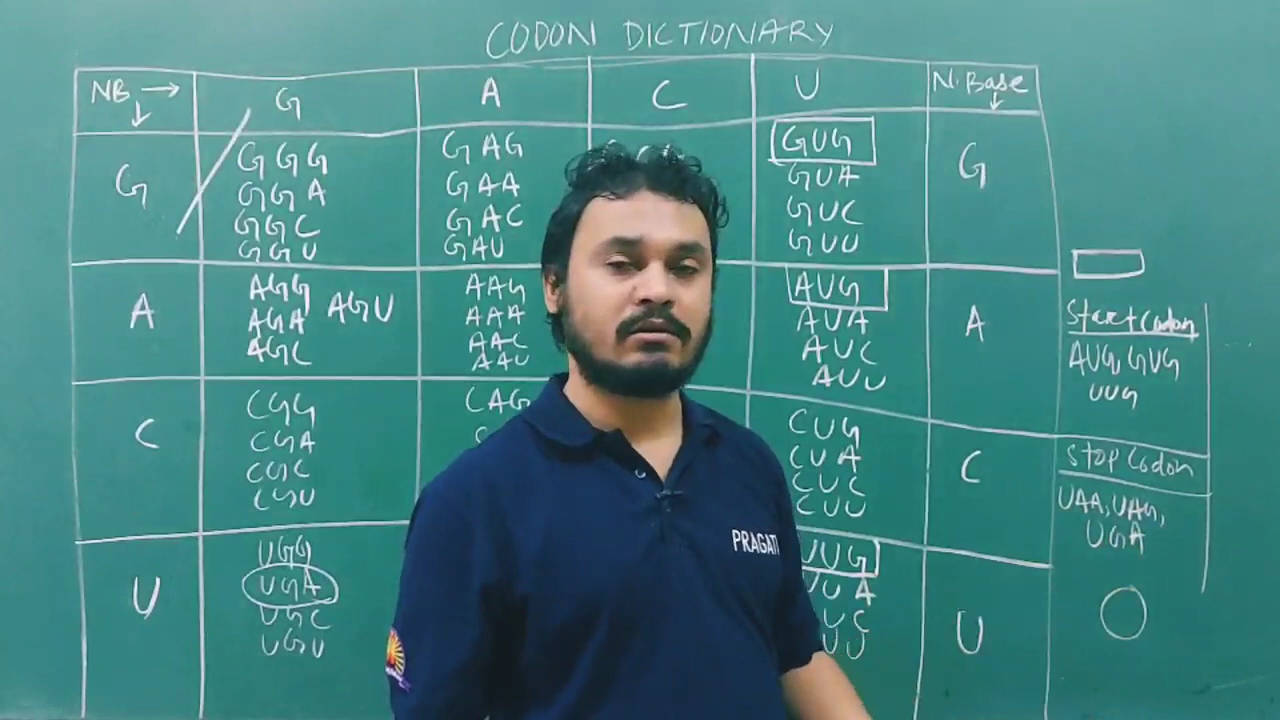 CODON DICTIONARY
NB → G A C U N.Base
↓ ↓
G
GGG GAG GUG
GGA GAA GUA
GGC GAC GUC
GGU GAU GUU
G
A
AGG AAG AUG
AGA AGU AAA AUA
AGC AAC AUC
AAU AUU
A
C
CGG CAG CUG
CGA CUA
CGC CUC
CGU CUU
C
U
UGG UUG
UGA UUA
UGC UC
UGU UU
U
Start Codon
AUG, GUG
UUG
Stop Codon
UAA, UAG,
UGA
PRAGATI